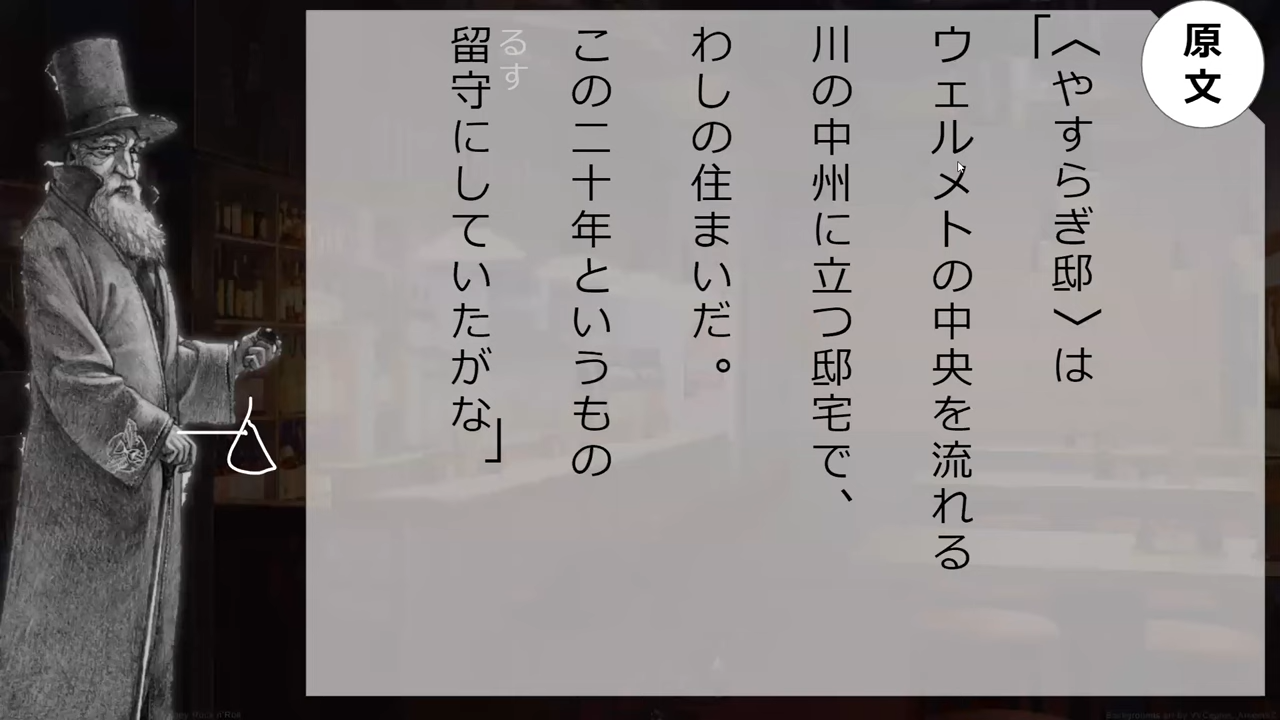 原文
「〈やすらぎ邸〉は
ウェルメトの中央を流れる
川の中州に立つ邸宅で、
わしの住まいだ。
この二十年というもの
るす
留守にしていたがな」